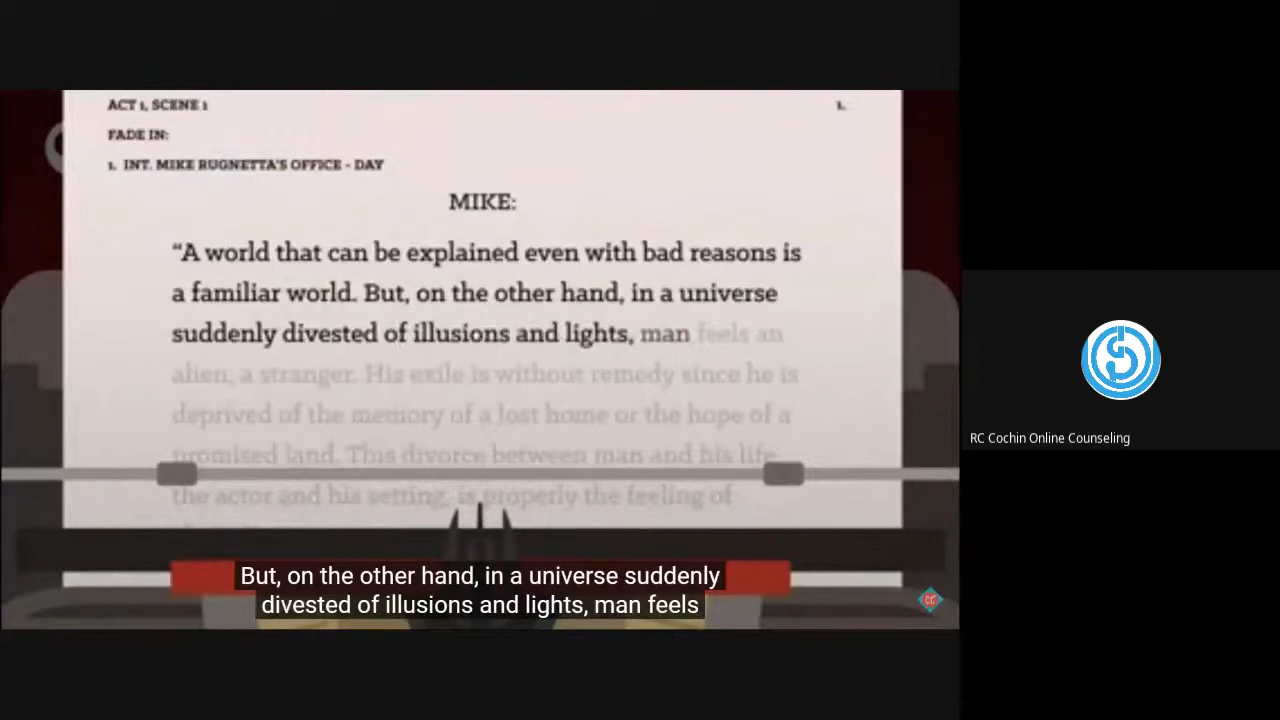 ACT 1, SCENE 1
1.
FADE IN:
1. INT. MIKE RUGNETTA'S OFFICE - DAY
MIKE:
"A world that can be explained even with bad reasons is
a familiar world. But, on the other hand, in a universe
suddenly divested of illusions and lights, man feels an
alien, a stranger. His exile is without remedy since he is
deprived of the memory of a lost home or the hope of a
promised land. This divorce between man and his life
the actor and his setting, is properly the feeling of
But, on the other hand, in a universe suddenly
divested of illusions and lights, man feels
CC
RC Cochin Online Counseling